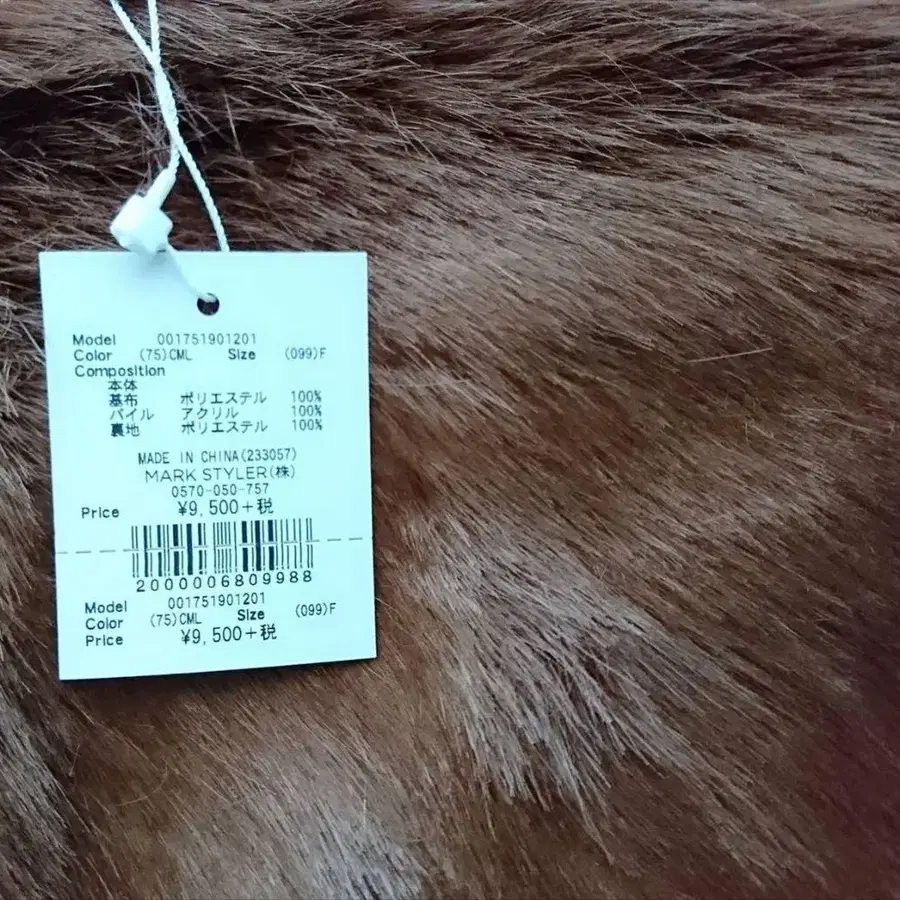 Model 001751901201
Color (75)CML Size (099)F
Composition
本体
基布 ポリエステル 100%
パイル アクリル 100%
裏地 ポリエステル 100%
MADE IN CHINA(233057)
MARK STYLER(株)
0570-050-757
Price ¥9,500+税
2000006809988
Model 001751901201
Color (75)CML Size (099)F
Price ¥9,500+税